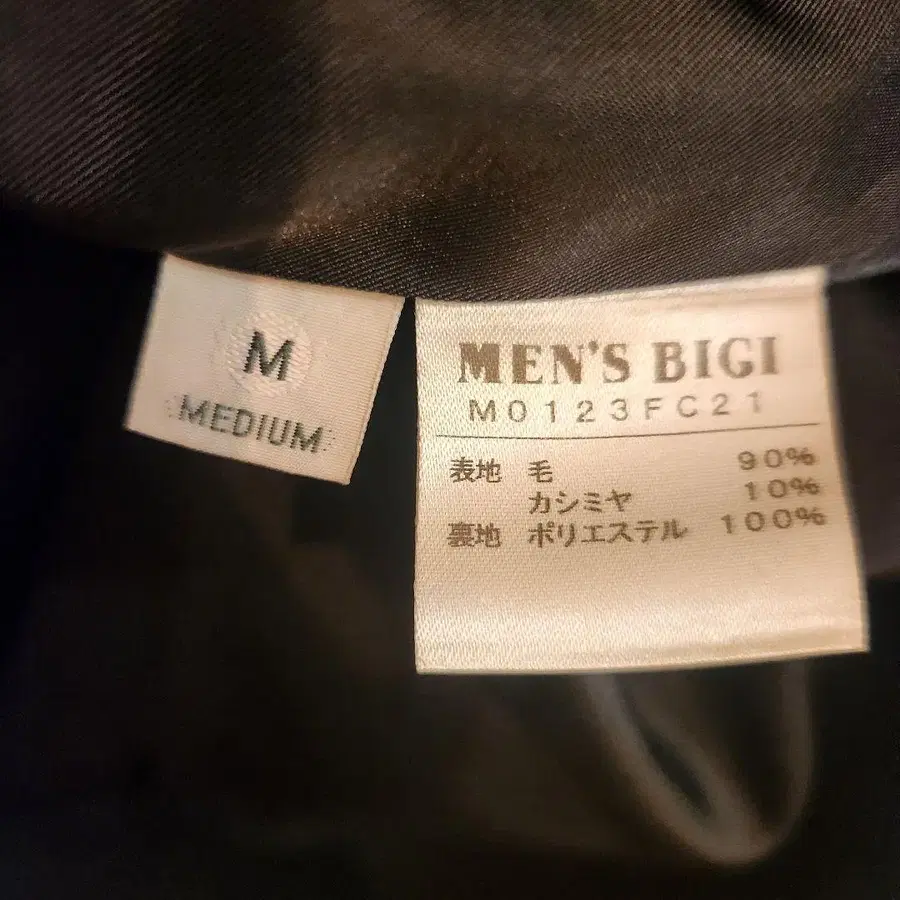 M
MEDIUM
MEN'S BIGI
M0123FC21
表地 毛 90%
カシミヤ 10%
裏地 ポリエステル 100%